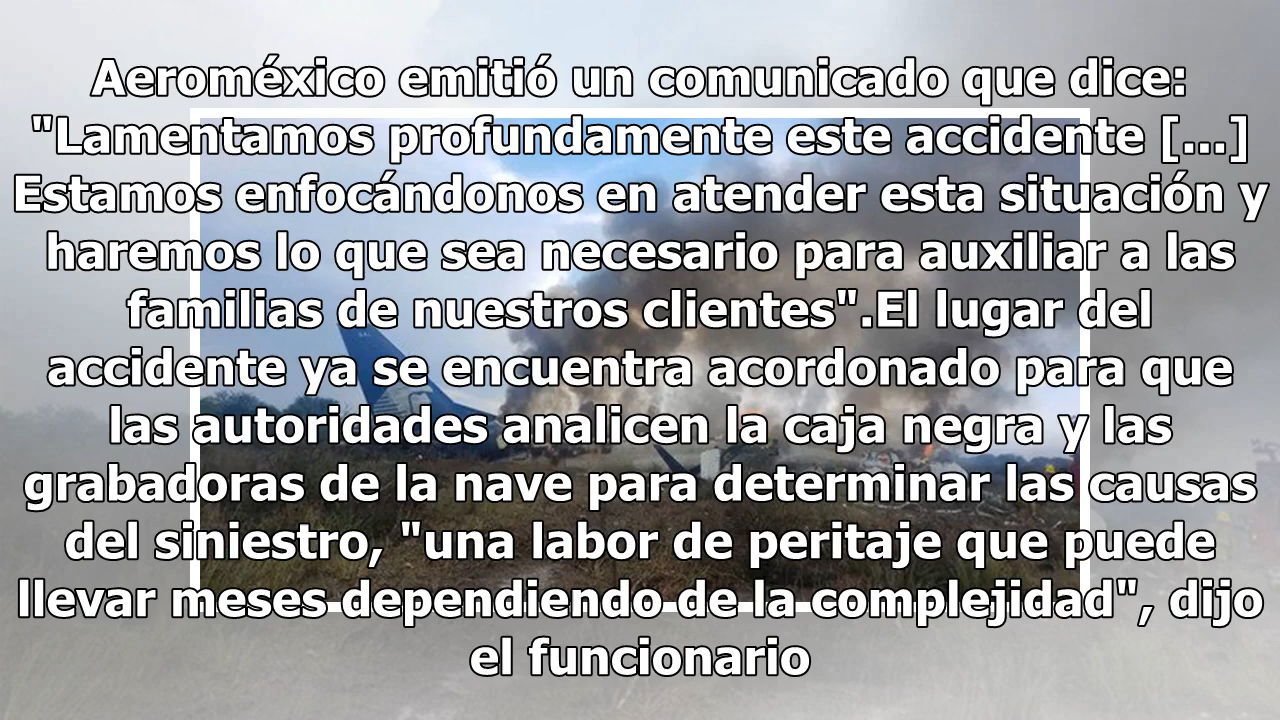 Aeroméxico emitió un comunicado que dice:
"Lamentamos profundamente este accidente [...]
Estamos enfocándonos en atender esta situación y
haremos lo que sea necesario para auxiliar a las
familias de nuestros clientes".El lugar del
accidente ya se encuentra acordonado para que
las autoridades analicen la caja negra y las
grabadoras de la nave para determinar las causas
del siniestro, "una labor de peritaje que puede
llevar meses dependiendo de la complejidad", dijo
el funcionario